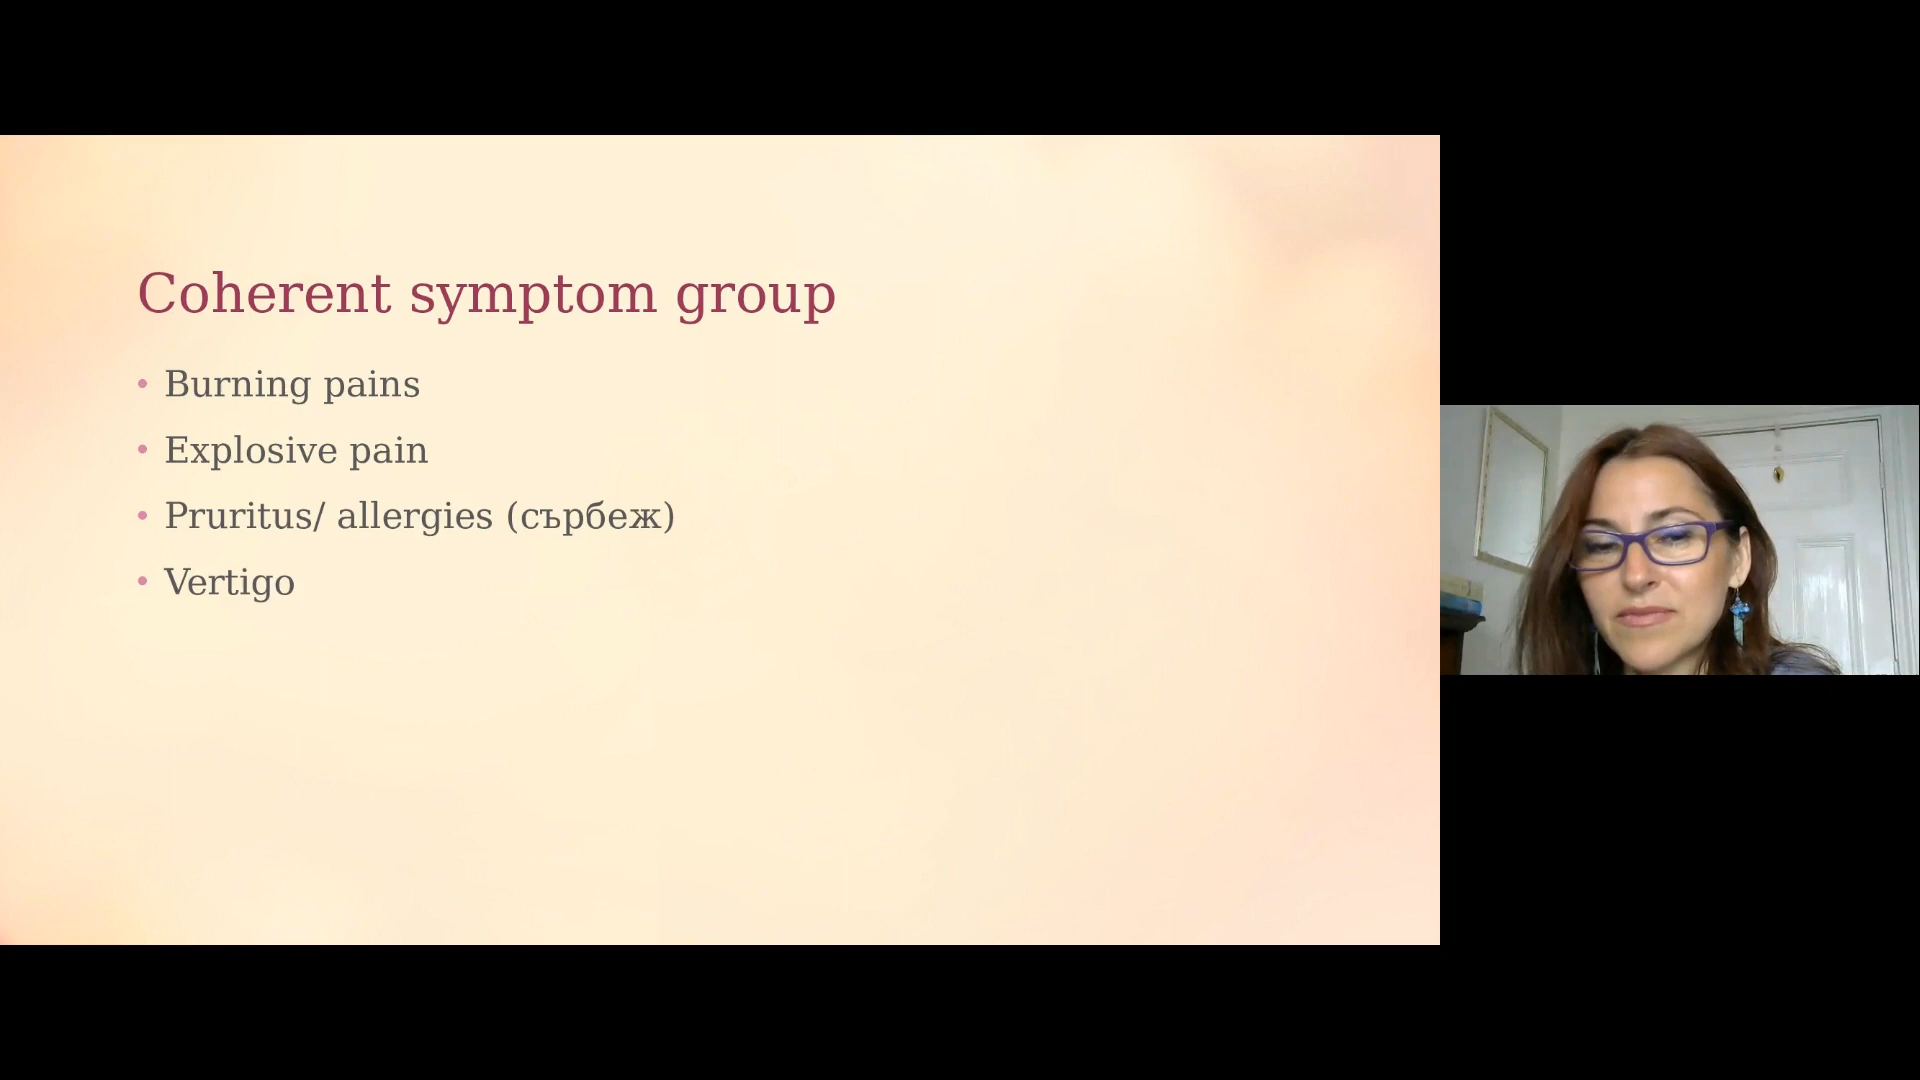 Coherent symptom group
• Burning pains
• Explosive pain
• Pruritus/ allergies (сърбеж)
• Vertigo